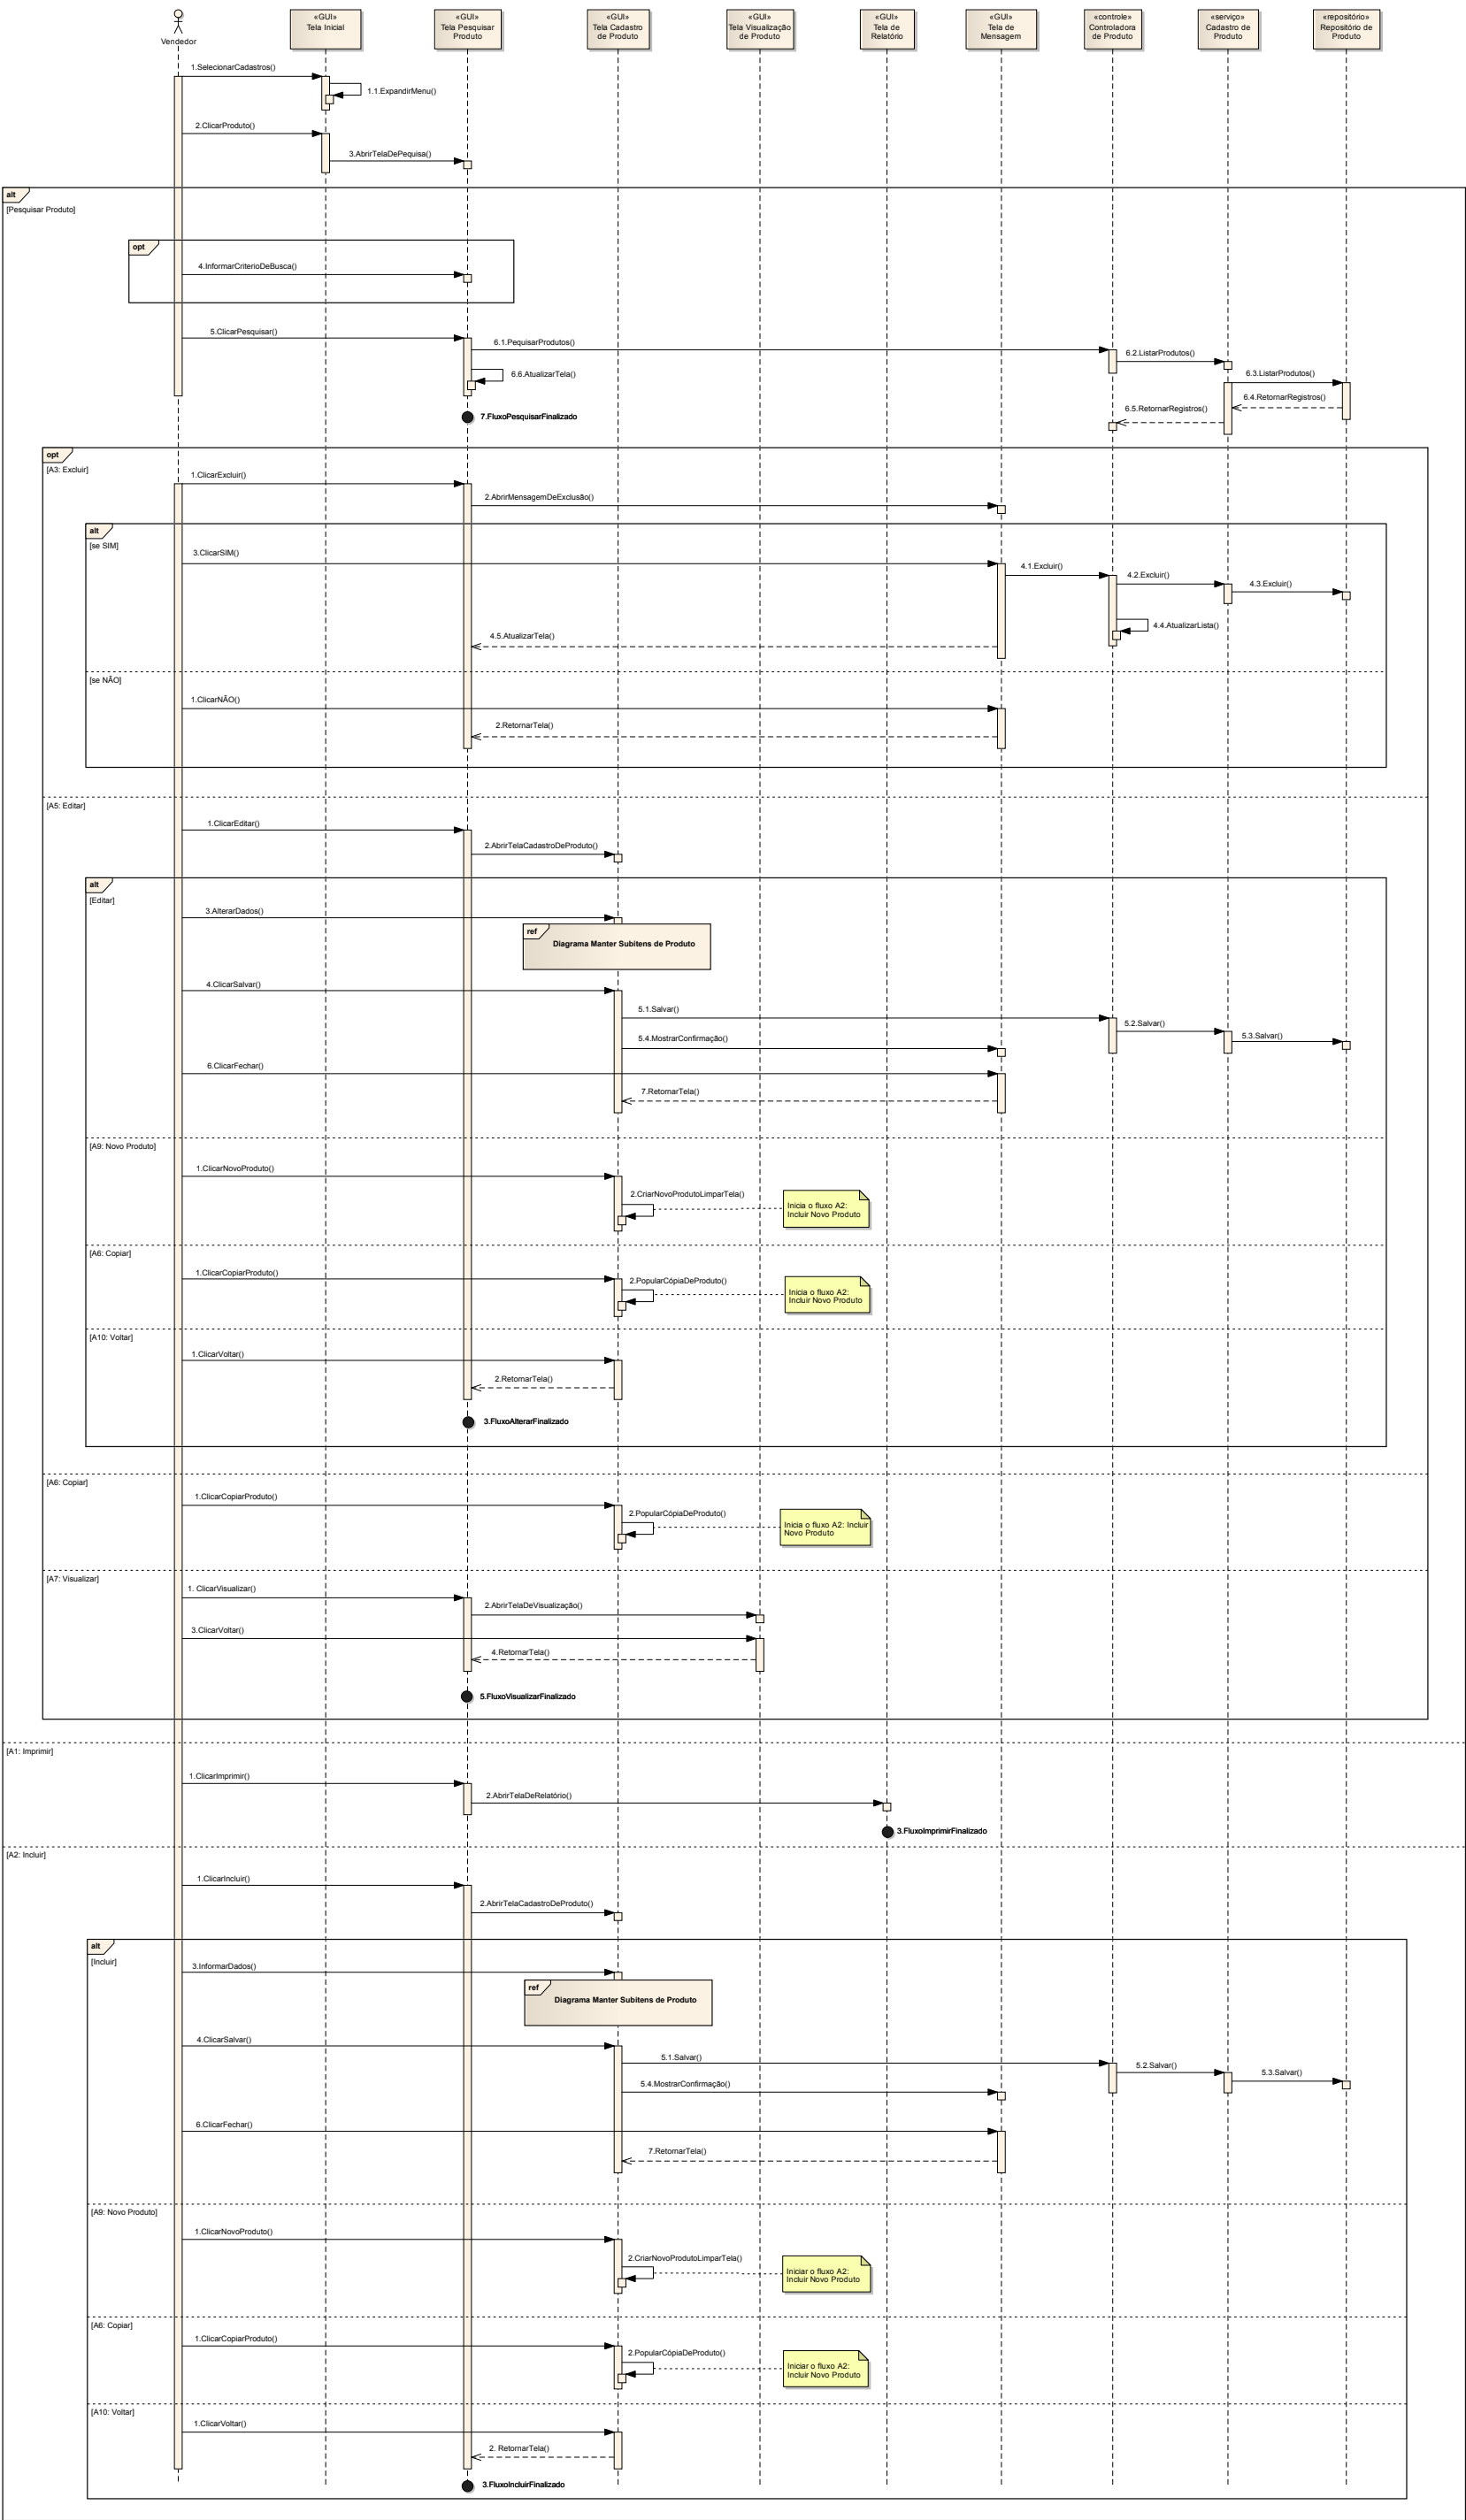 Vendedor
«GUI»
Tela Inicial
«GUI»
Tela Pesquisar
Produto
«GUI»
Tela Cadastro
de Produto
«GUI»
Tela Visualização
de Produto
«GUI»
Tela de
Relatório
«GUI»
Tela de
Mensagem
«controle»
Controladora
de Produto
«serviço»
Cadastro de
Produto
«repositório»
Repositório de
Produto
1.SelecionarCadastros()
1.1.ExpandirMenu()
2.ClicarProduto()
3.AbrirTelaDePequisa()
alt
[Pesquisar Produto]
opt
4.InformarCriterioDeBusca()
5.ClicarPesquisar()
6.1.PequisarProdutos()
6.2.ListarProdutos()
6.6.AtualizarTela()
6.3.ListarProdutos()
6.4.RetornarRegistros()
6.5.RetornarRegistros()
7.FluxoPesquisarFinalizado
opt
[A3: Excluir]
1.ClicarExcluir()
2.AbrirMensagemDeExclusão()
alt
[se SIM]
3.ClicarSIM()
4.1.Excluir()
4.2.Excluir()
4.3.Excluir()
4.4.AtualizarLista()
4.5.AtualizarTela()
[se NÃO]
1.ClicarNÃO()
2.RetornarTela()
[A5: Editar]
1.ClicarEditar()
2.AbrirTelaCadastroDeProduto()
alt
[Editar]
3.AlterarDados()
ref
Diagrama Manter Subitens de Produto
4.ClicarSalvar()
5.1.Salvar()
5.2.Salvar()
5.3.Salvar()
5.4.MostrarConfirmação()
6.ClicarFechar()
7.RetornarTela()
[A9: Novo Produto]
1.ClicarNovoProduto()
2.CriarNovoProdutoLimparTela()
Inicia o fluxo A2:
Incluir Novo Produto
[A6: Copiar]
1.ClicarCopiarProduto()
2.PopularCópiaDeProduto()
Inicia o fluxo A2:
Incluir Novo Produto
[A10: Voltar]
1.ClicarVoltar()
2.RetornarTela()
3.FluxoAlterarFinalizado
[A6: Copiar]
1.ClicarCopiarProduto()
2.PopularCópiaDeProduto()
Inicia o fluxo A2: Incluir
Novo Produto
[A7: Visualizar]
1. ClicarVisualizar()
2.AbrirTelaDeVisualização()
3.ClicarVoltar()
4.RetornarTela()
5.FluxoVisualizarFinalizado
[A1: Imprimir]
1.ClicarImprimir()
2.AbrirTelaDeRelatório()
3.FluxoImprimirFinalizado
[A2: Incluir]
1.ClicarIncluir()
2.AbrirTelaCadastroDeProduto()
alt
[Incluir]
3.InformarDados()
ref
Diagrama Manter Subitens de Produto
4.ClicarSalvar()
5.1.Salvar()
5.2.Salvar()
5.3.Salvar()
5.4.MostrarConfirmação()
6.ClicarFechar()
7.RetornarTela()
[A9: Novo Produto]
1.ClicarNovoProduto()
2.CriarNovoProdutoLimparTela()
Iniciar o fluxo A2:
Incluir Novo Produto
[A6: Copiar]
1.ClicarCopiarProduto()
2.PopularCópiaDeProduto()
Iniciar o fluxo A2:
Incluir Novo Produto
[A10: Voltar]
1.ClicarVoltar()
2. RetornarTela()
3.FluxoIncluirFinalizado